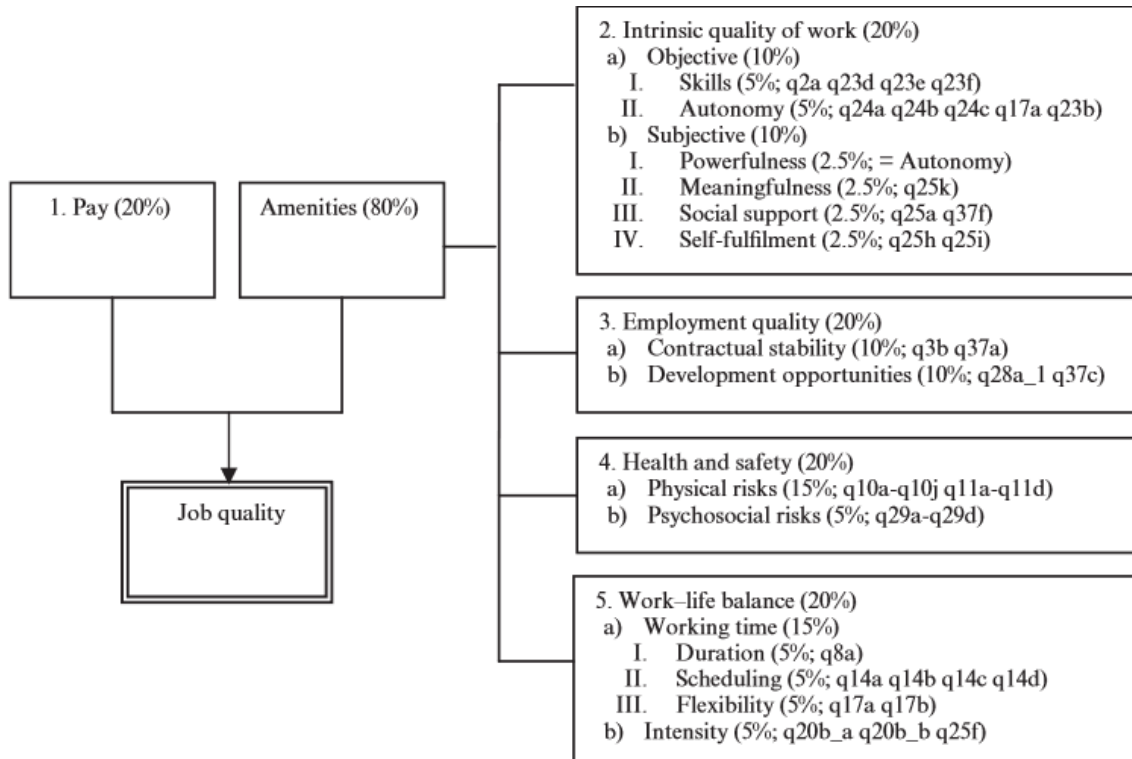 1. Pay (20%)
Amenities (80%)
Job quality
2. Intrinsic quality of work (20%)
a) Objective (10%)
I. Skills (5%; q2a q23d q23e q23f)
II. Autonomy (5%; q24a q24b q24c q17a q23b)
b) Subjective (10%)
I. Powerfulness (2.5%; = Autonomy)
II. Meaningfulness (2.5%; q25k)
III. Social support (2.5%; q25a q37f)
IV. Self-fulfilment (2.5%; q25h q25i)
3. Employment quality (20%)
a) Contractual stability (10%; q3b q37a)
b) Development opportunities (10%; q28a_1 q37c)
4. Health and safety (20%)
a) Physical risks (15%; q10a-q10j q11a-q11d)
b) Psychosocial risks (5%; q29a-q29d)
5. Work–life balance (20%)
a) Working time (15%)
I. Duration (5%; q8a)
II. Scheduling (5%; q14a q14b q14c q14d)
III. Flexibility (5%; q17a q17b)
b) Intensity (5%; q20b_a q20b_b q25f)